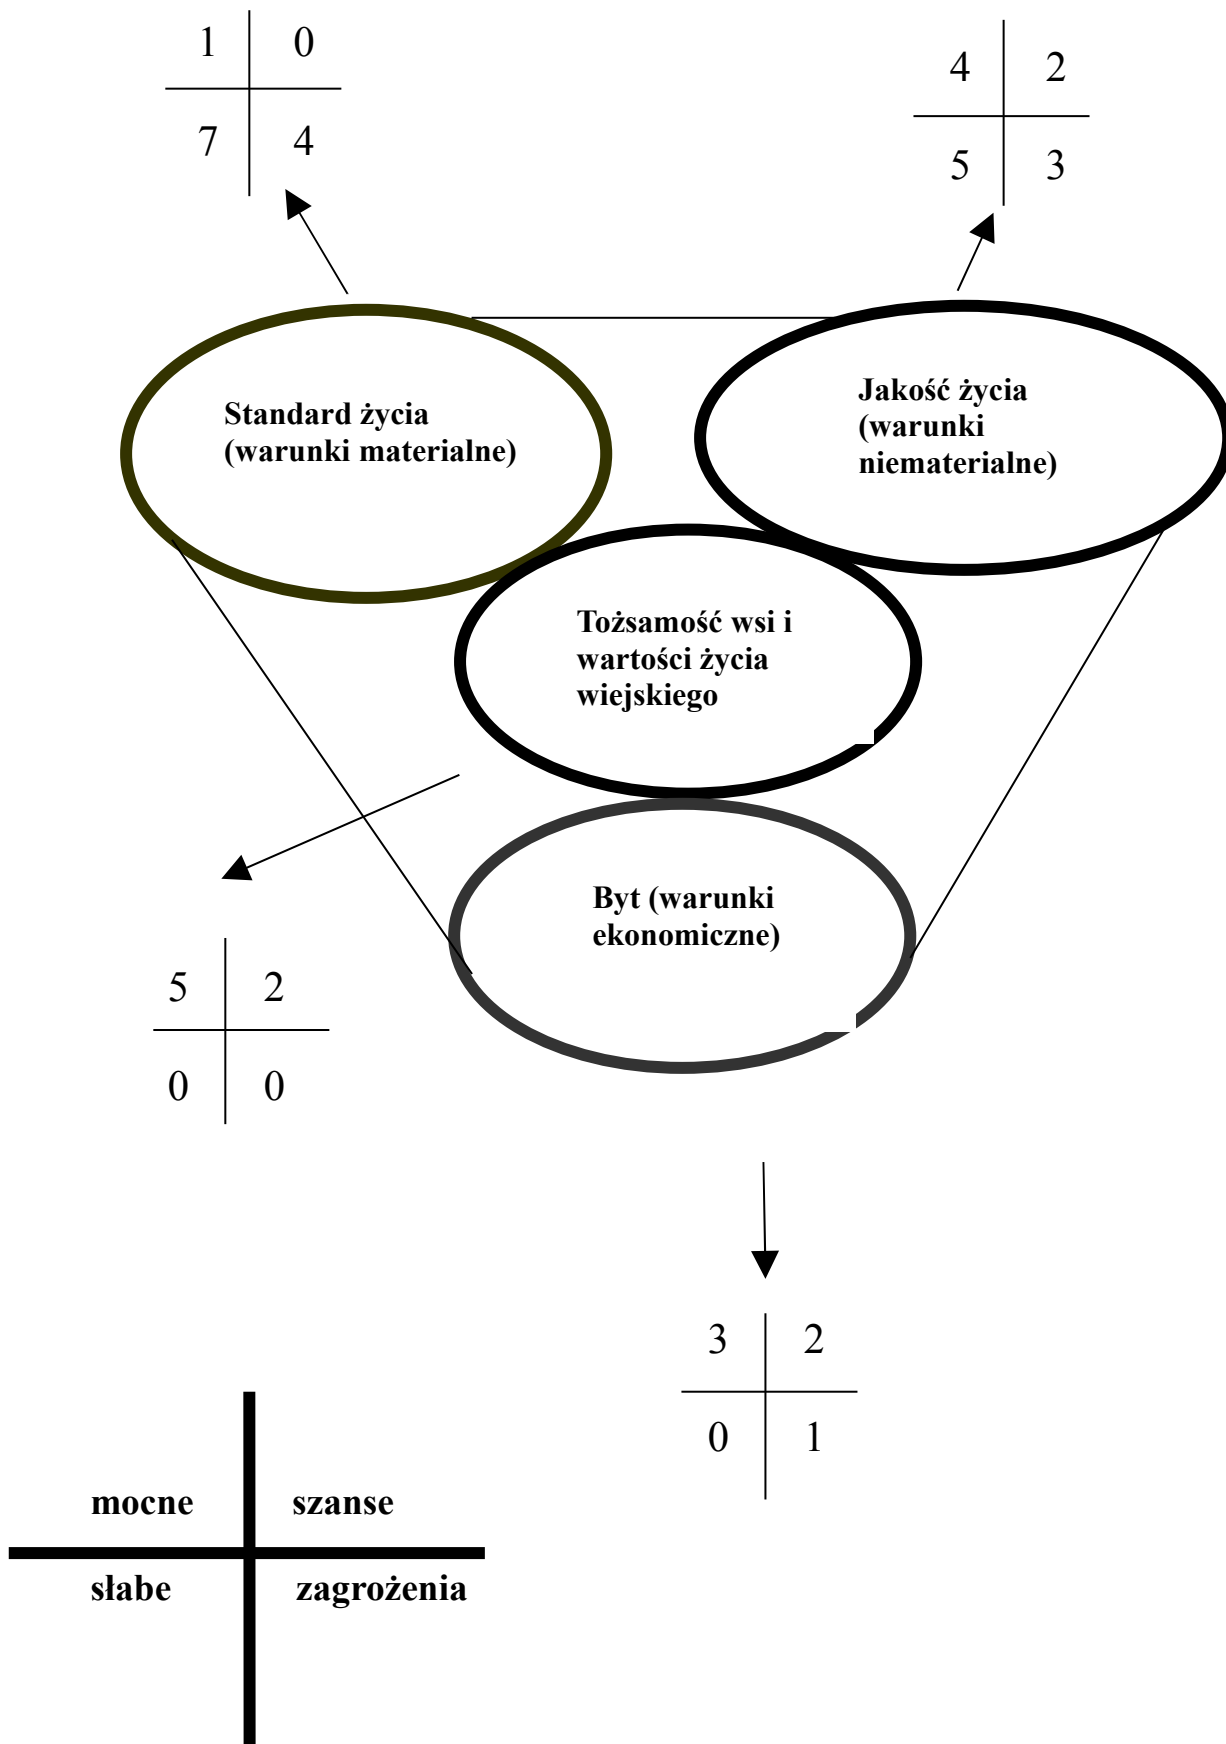 1 0
7 4
4 2
5 3
Standard życia
(warunki materialne)
Jakość życia
(warunki
niematerialne)
Tożsamość wsi i
wartości życia
wiejskiego
Byt (warunki
ekonomiczne)
5 2
0 0
3 2
0 1
mocne szanse
słabe zagrożenia